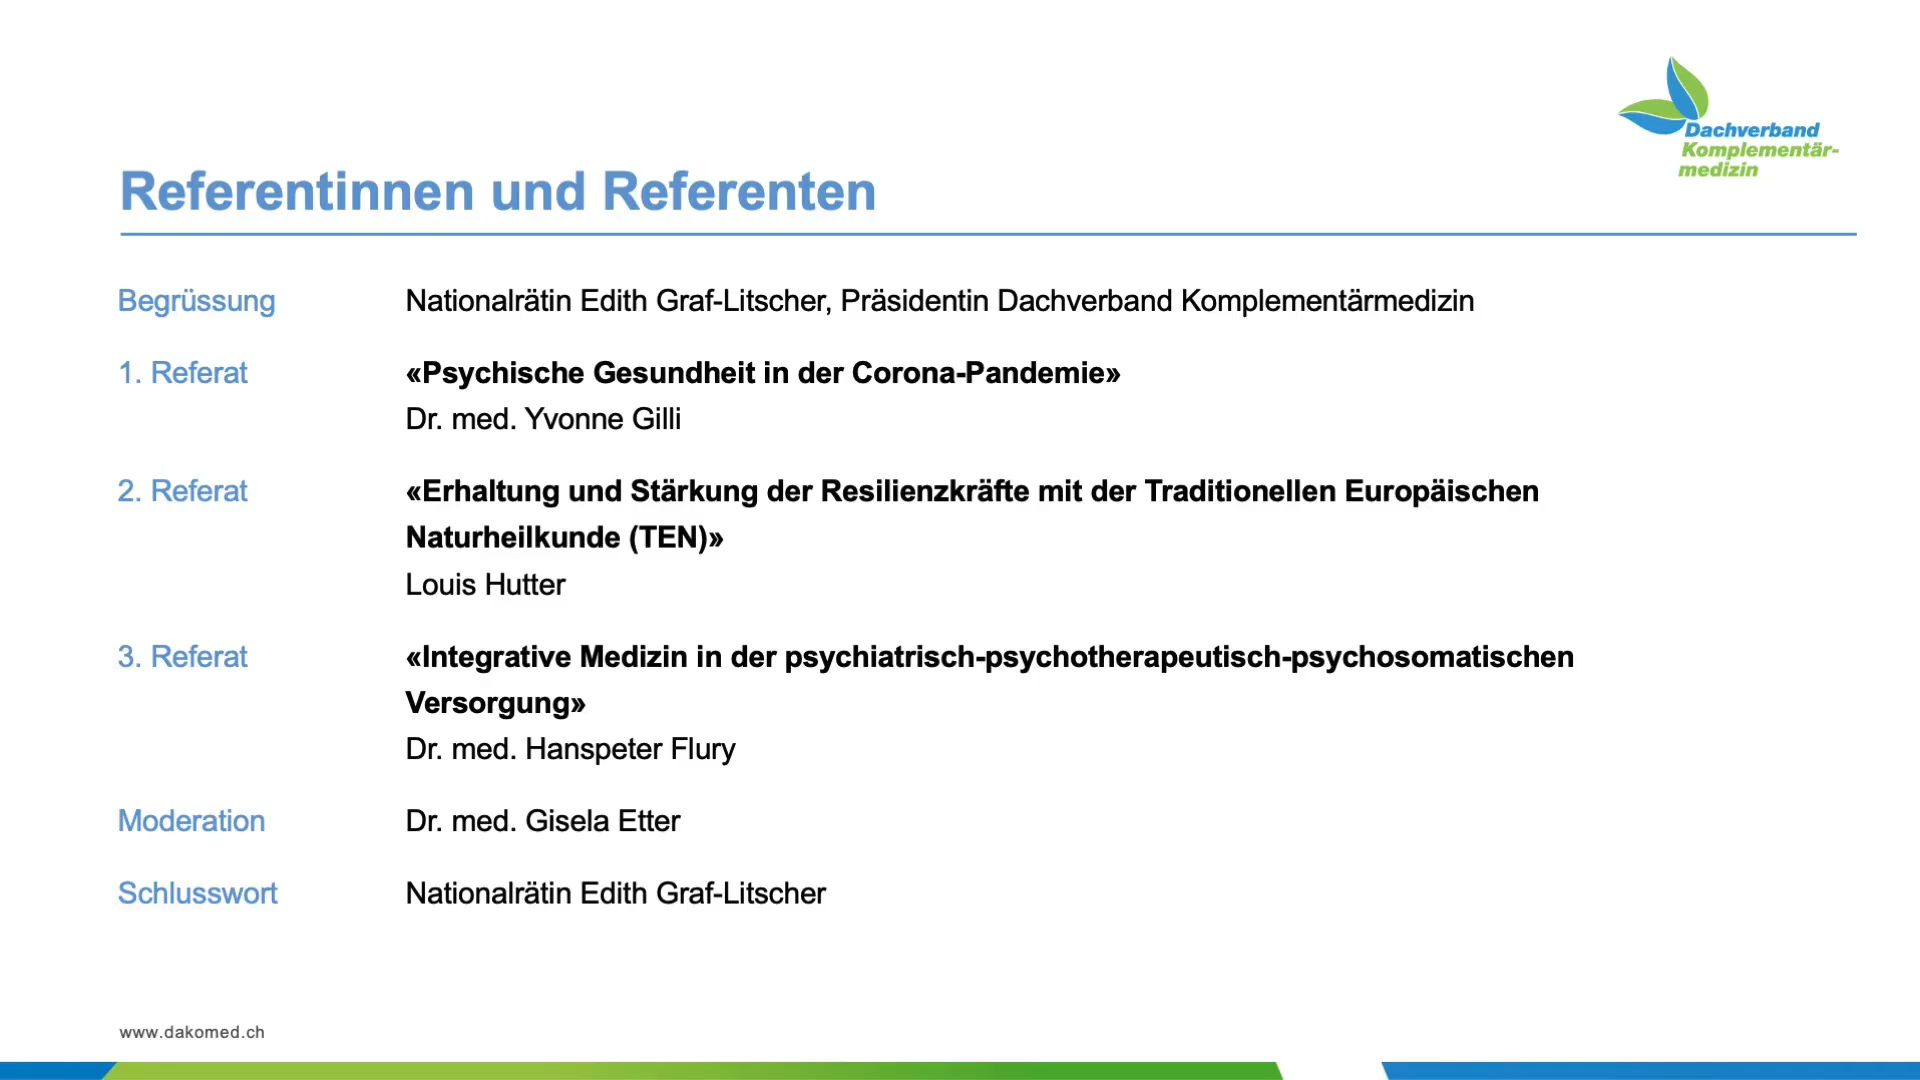 Dachverband
Komplementär-
medizin
Referentinnen und Referenten
Begrüssung Nationalrätin Edith Graf-Litscher, Präsidentin Dachverband Komplementärmedizin
1. Referat «Psychische Gesundheit in der Corona-Pandemie»
Dr. med. Yvonne Gilli
2. Referat «Erhaltung und Stärkung der Resilienzkräfte mit der Traditionellen Europäischen
Naturheilkunde (TEN)»
Louis Hutter
3. Referat «Integrative Medizin in der psychiatrisch-psychotherapeutisch-psychosomatischen
Versorgung»
Dr. med. Hanspeter Flury
Moderation Dr. med. Gisela Etter
Schlusswort Nationalrätin Edith Graf-Litscher
www.dakomed.ch